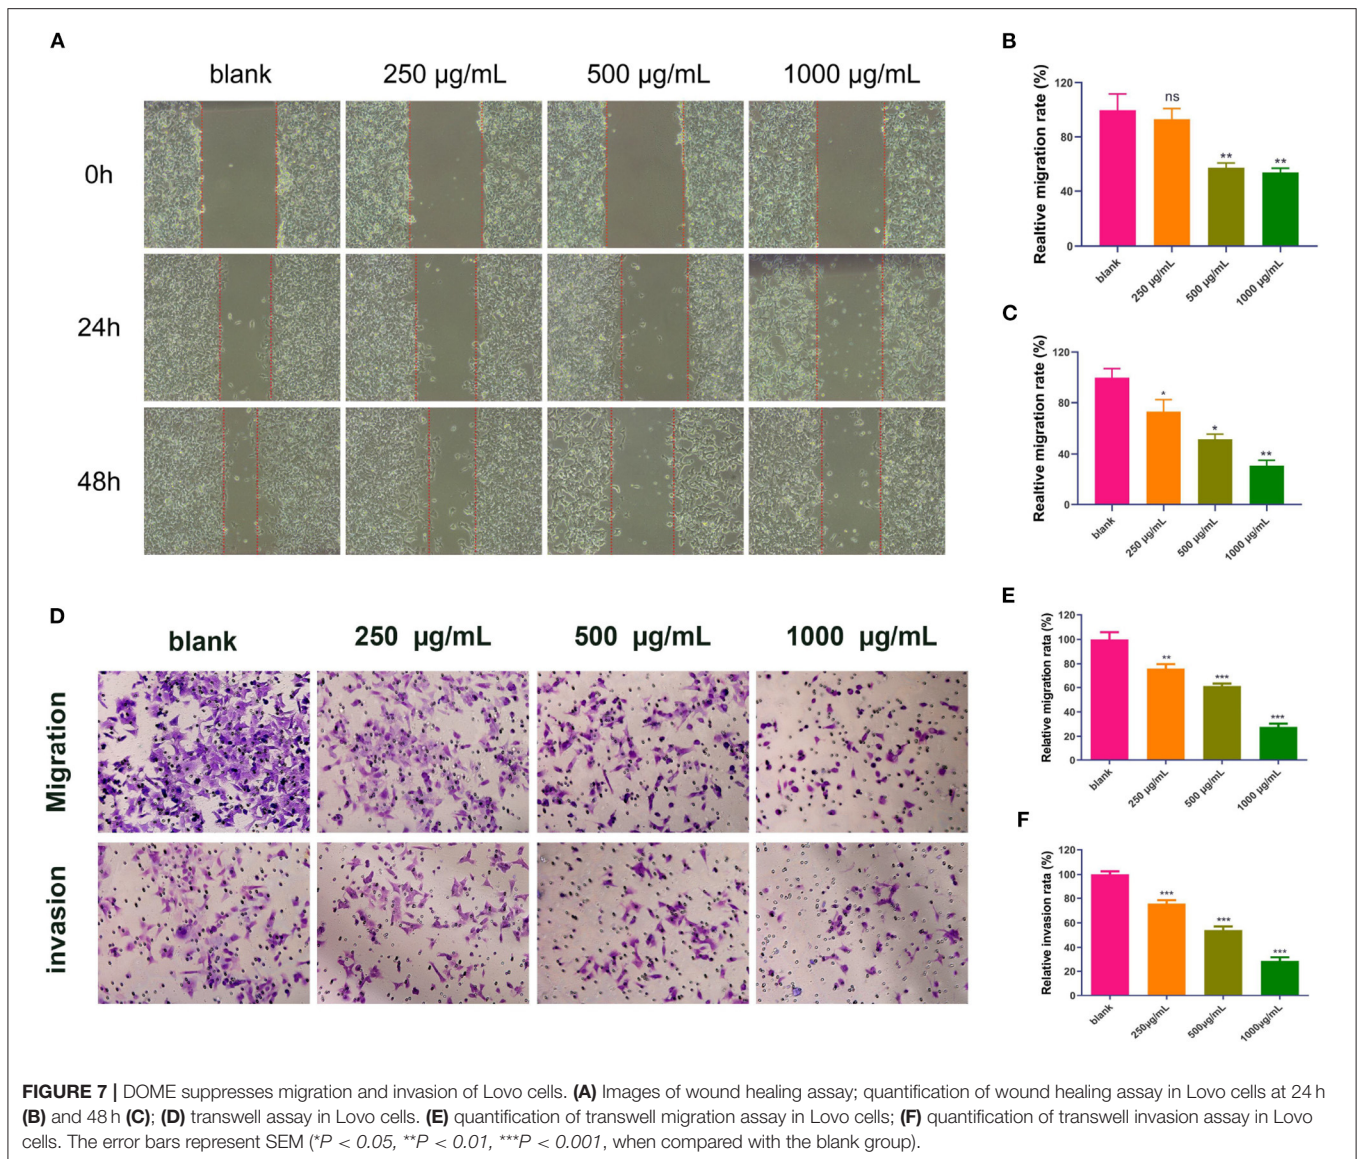 A
blank 250 µg/mL 500 µg/mL 1000 µg/mL
0h
24h
48h
B
Realtive migration rate (%)
120
80
40
0
ns
**
**
blank
250 µg/mL
500 µg/mL
1000 µg/mL
C
Realtive migration rate (%)
120
80
40
0
*
*
**
blank
250 µg/mL
500 µg/mL
1000 µg/mL
D
blank 250 µg/mL 500 µg/mL 1000 µg/mL
Migration
invasion
E
Relative migration rata (%)
120
100
80
60
40
20
0
**
***
***
blank
250 µg/mL
500 µg/mL
1000 µg/mL
F
Relative invasion rata (%)
120
100
80
60
40
20
0
***
***
***
blank
250µg/mL
500µg/mL
1000µg/mL
FIGURE 7 | DOME suppresses migration and invasion of Lovo cells. (A) Images of wound healing assay; quantification of wound healing assay in Lovo cells at 24 h
(B) and 48 h (C); (D) transwell assay in Lovo cells. (E) quantification of transwell migration assay in Lovo cells; (F) quantification of transwell invasion assay in Lovo
cells. The error bars represent SEM (*P < 0.05, **P < 0.01, ***P < 0.001, when compared with the blank group).